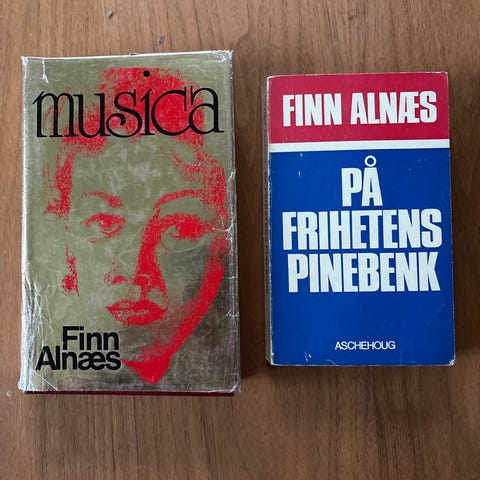 musica
Finn
Alnæs
FINN ALNÆS
PÅ
FRIHETENS
PINEBENK
ASCHEHOUG